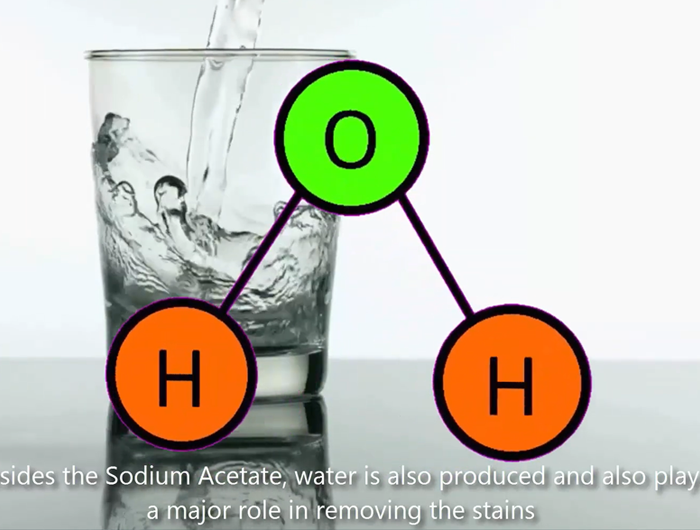 O
H H
sides the Sodium Acetate, water is also produced and also play
a major role in removing the stains